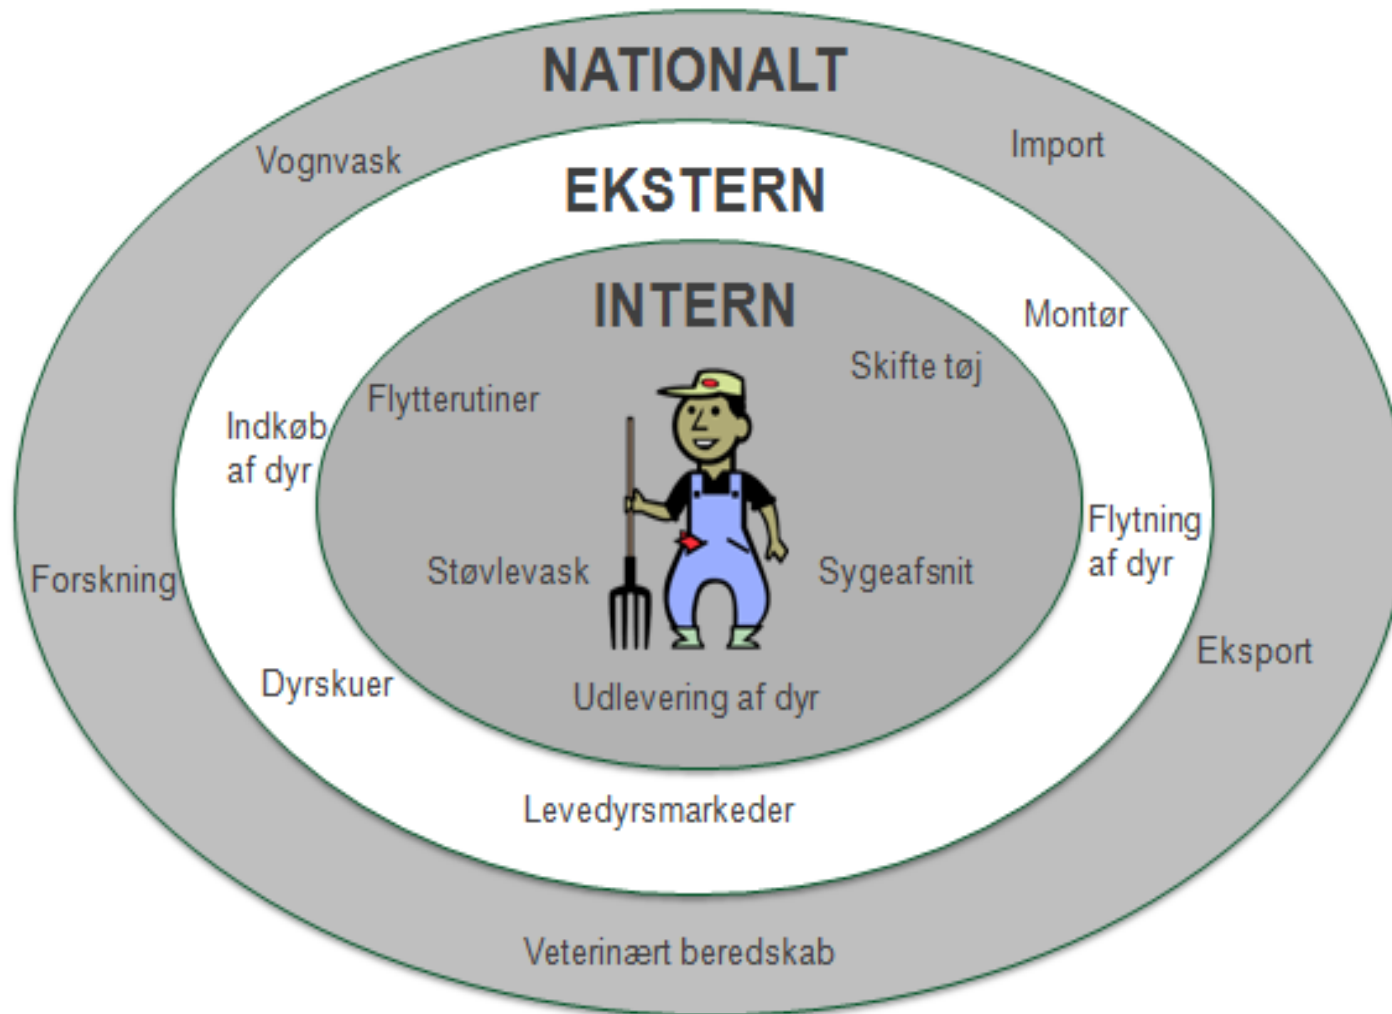 NATIONALT
Vognvask
Import
EKSTERN
INTERN
Montør
Skifte tøj
Flytterutiner
Indkøb
af dyr
Flytning
af dyr
Støvlevask
Sygeafsnit
Forskning
Eksport
Dyrskuer
Udlevering af dyr
Levedyrsmarkeder
Veterinært beredskab